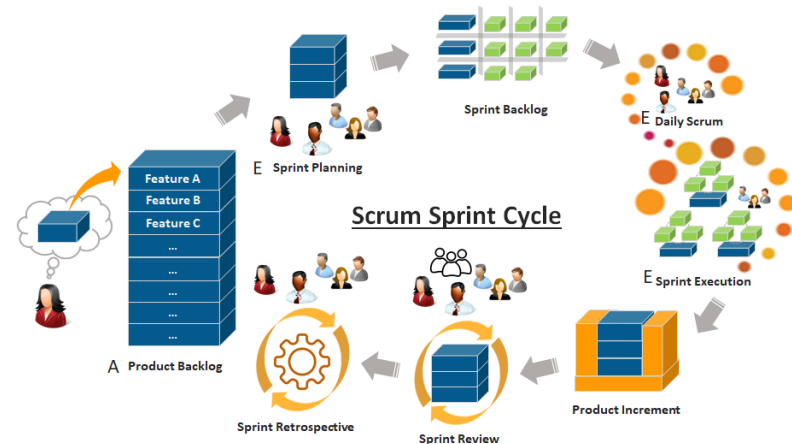 Sprint Backlog
E Daily Scrum
E Sprint Planning
Feature A
Feature B
Feature C
...
...
...
...
...
A Product Backlog
Scrum Sprint Cycle
E Sprint Execution
Product Increment
Sprint Review
Sprint Retrospective